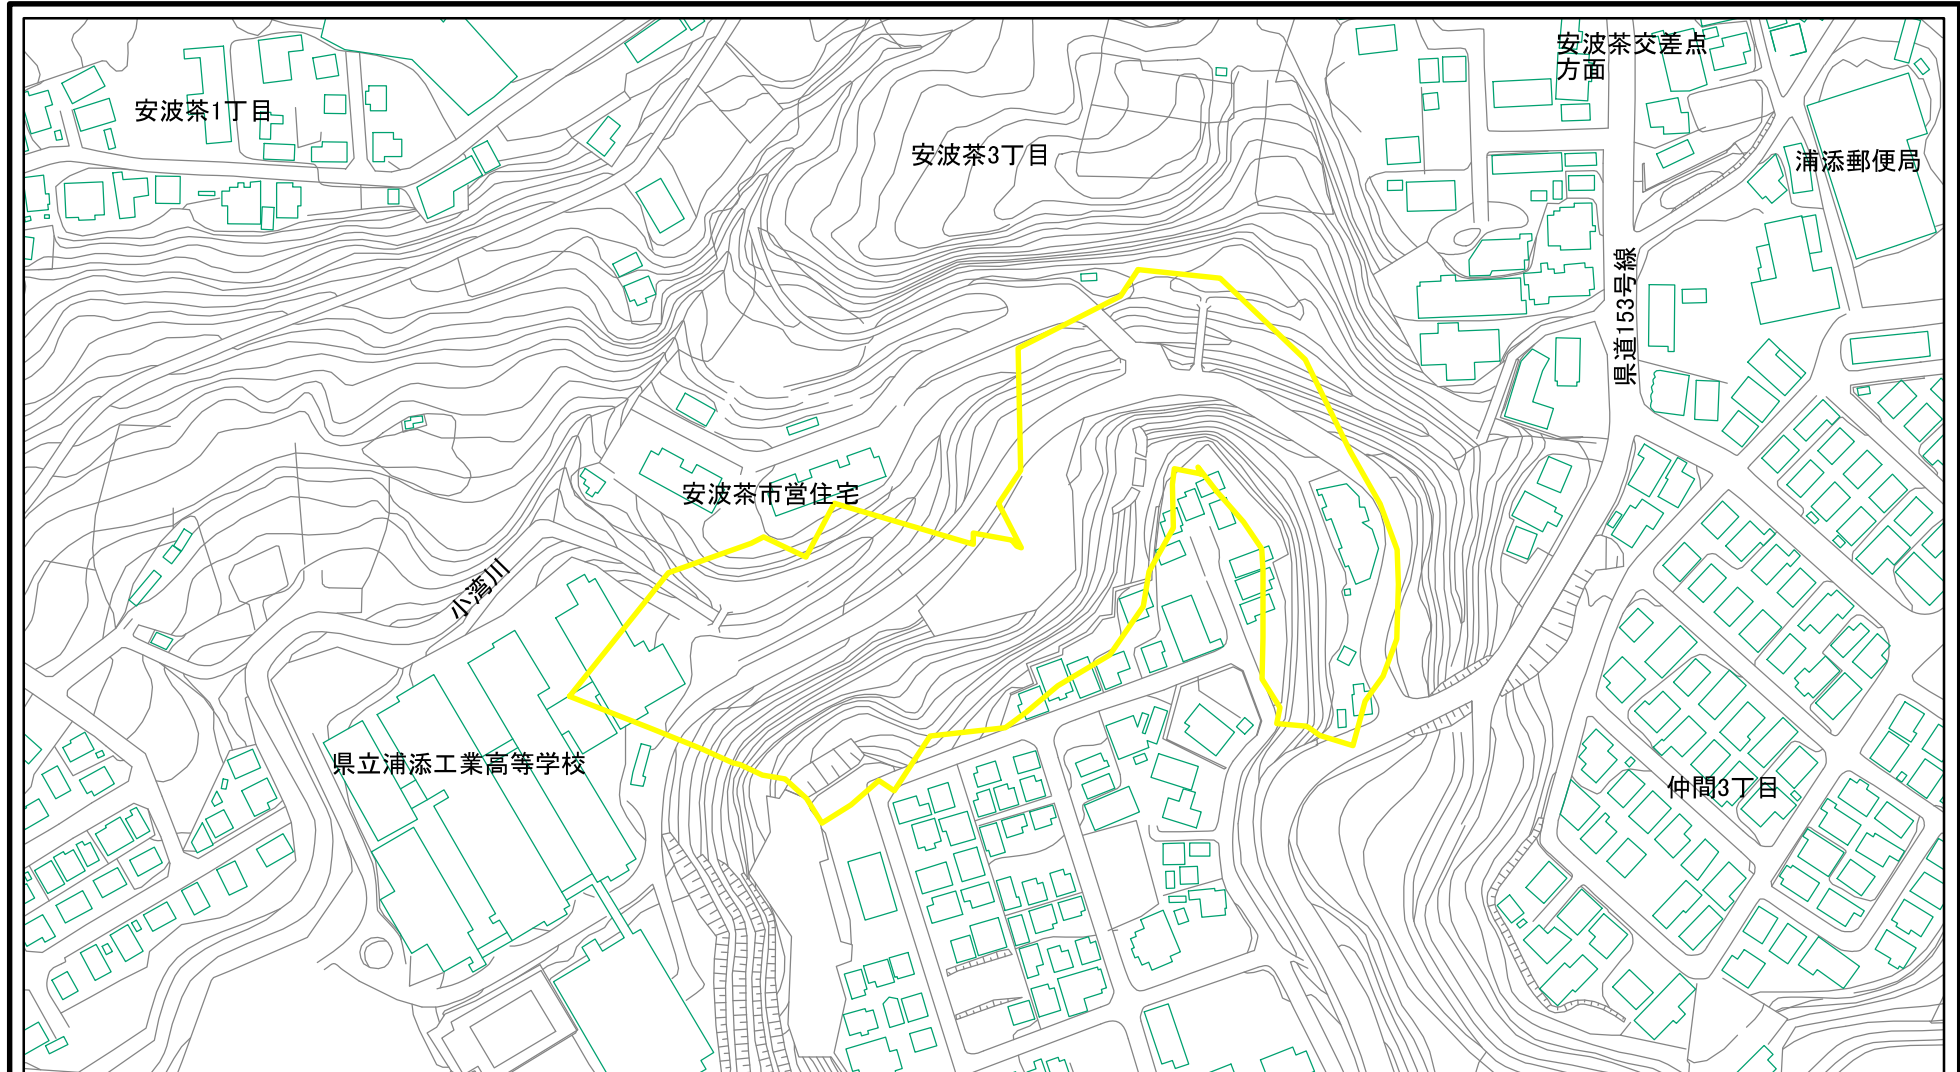 安波茶交差点
方面
安波茶1丁目
安波茶3丁目
浦添郵便局
県道153号線
安波茶市営住宅
小湾川
県立浦添工業高等学校
仲間3丁目